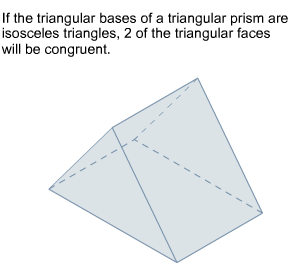 If the triangular bases of a triangular prism are
isosceles triangles, 2 of the triangular faces
will be congruent.